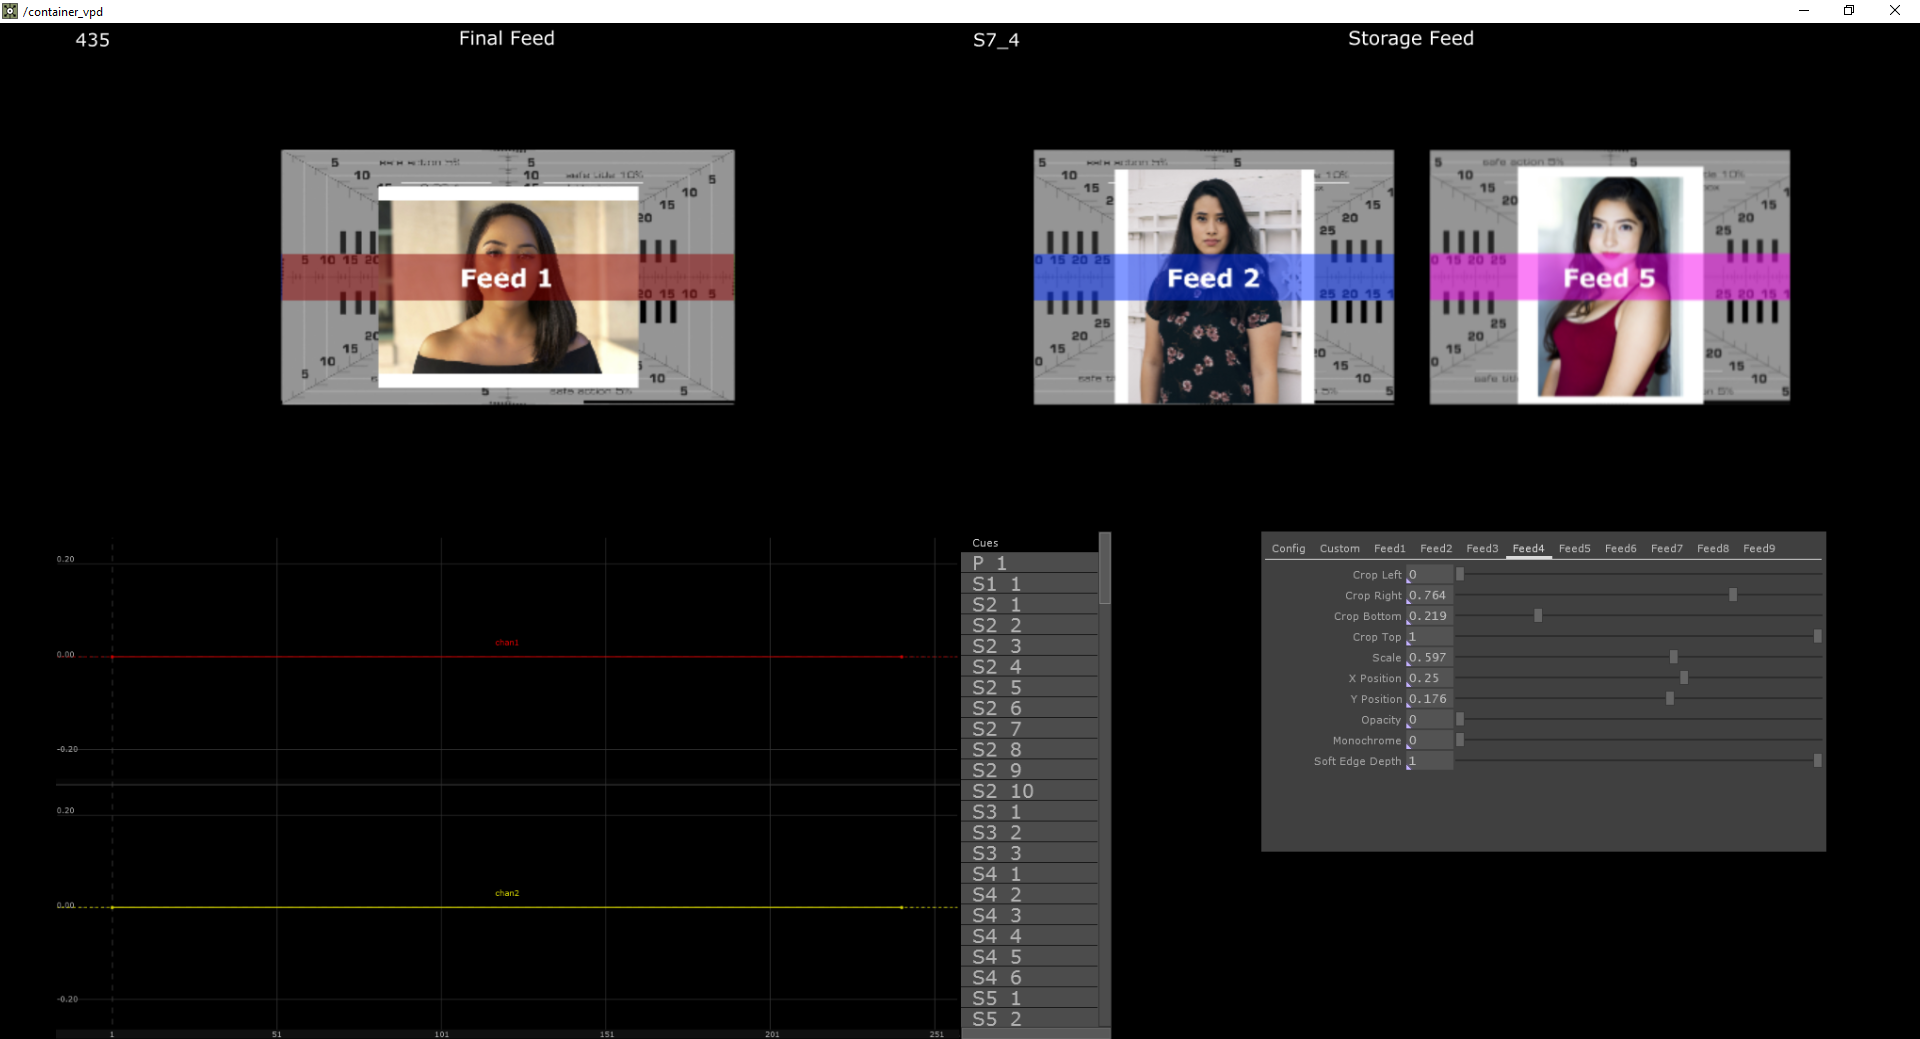 /container_vpd
435
Final Feed
S7_4
Storage Feed
Feed 1
Feed 2
Feed 5
0.20
chan1
0.00
-0.20
0.20
chan2
0.00
-0.20
1 51 101 151 201 251
Cues
P 1
S1 1
S2 1
S2 2
S2 3
S2 4
S2 5
S2 6
S2 7
S2 8
S2 9
S2 10
S3 1
S3 2
S3 3
S4 1
S4 2
S4 3
S4 4
S4 5
S4 6
S5 1
S5 2
Config Custom Feed1 Feed2 Feed3 Feed4 Feed5 Feed6 Feed7 Feed8 Feed9
Crop Left 0
Crop Right 0.764
Crop Bottom 0.219
Crop Top 1
Scale 0.597
X Position 0.25
Y Position 0.176
Opacity 0
Monochrome 0
Soft Edge Depth 1